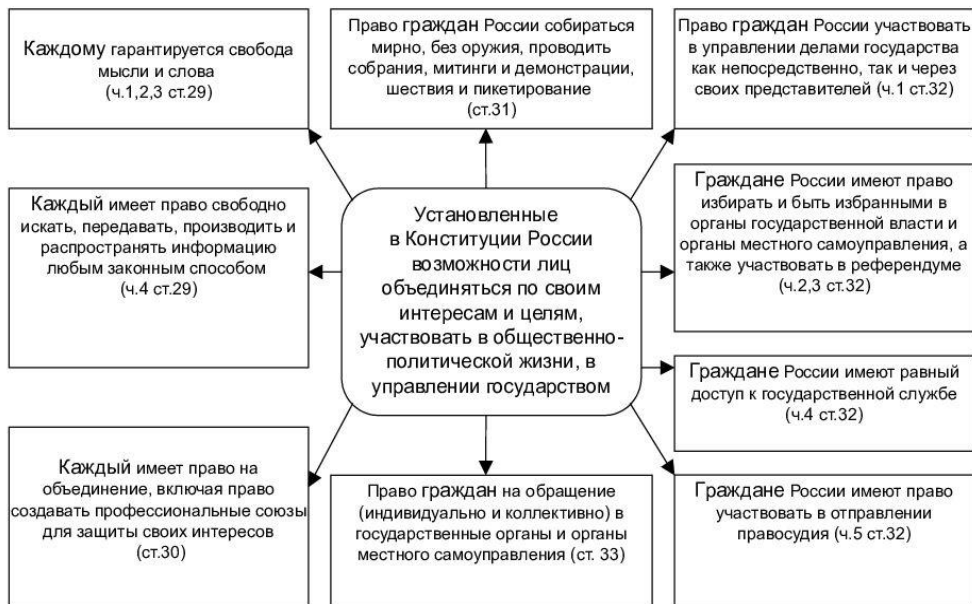 Каждому гарантируется свобода
мысли и слова
(ч.1,2,3 ст.29)
Право граждан России собираться
мирно, без оружия, проводить
собрания, митинги и демонстрации,
шествия и пикетирование
(ст.31)
Право граждан России участвовать
в управлении делами государства
как непосредственно, так и через
своих представителей (ч.1 ст.32)
Каждый имеет право свободно
искать, передавать, производить и
распространять информацию
любым законным способом
(ч.4 ст.29)
Установленные
в Конституции России
возможности лиц
объединяться по своим
интересам и целям,
участвовать в общественно-
политической жизни, в
управлении государством
Граждане России имеют право
избирать и быть избранными в
органы государственной власти и
органы местного самоуправления, а
также участвовать в референдуме
(ч.2,3 ст.32)
Граждане России имеют равный
доступ к государственной службе
(ч.4 ст.32)
Каждый имеет право на
объединение, включая право
создавать профессиональные союзы
для защиты своих интересов
(ст.30)
Право граждан на обращение
(индивидуально и коллективно) в
государственные органы и органы
местного самоуправления (ст. 33)
Граждане России имеют право
участвовать в отправлении
правосудия (ч.5 ст.32)